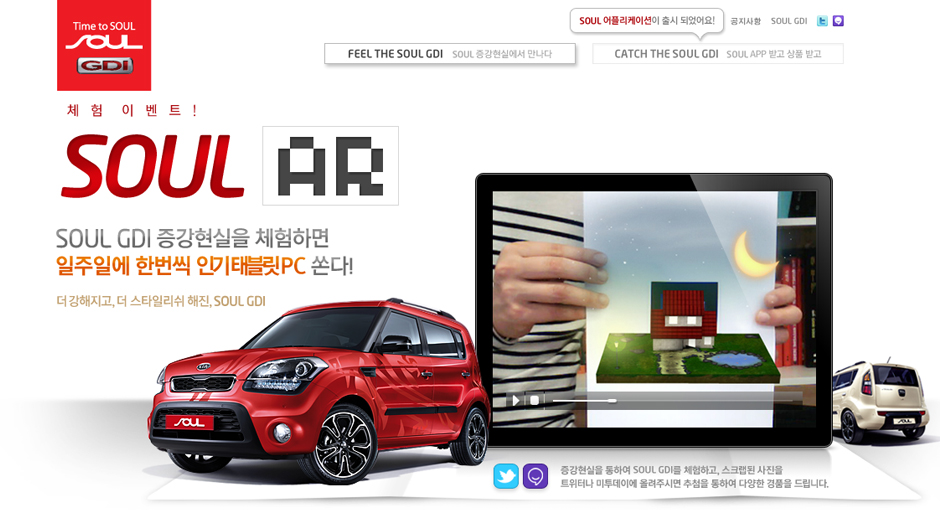 Time to SOUL
SOUL
GDI
SOUL 어플리케이션이 출시 되었어요!
공지사항
SOUL GDI
FEEL THE SOUL GDI SOUL 증강현실에서 만나다
CATCH THE SOUL GDI SOUL APP 받고 상품 받고
체 험 이 벤 트 !
SOUL AR
SOUL GDI 증강현실을 체험하면
일주일에 한번씩 인기태블릿PC 쏜다!
더 강해지고, 더 스타일리쉬 해진, SOUL GDI
KIA
SOUL
증강현실을 통하여 SOUL GDI를 체험하고, 스크랩된 사진을
트위터나 미투데이에 올려주시면 추첨을 통하여 다양한 경품을 드립니다.